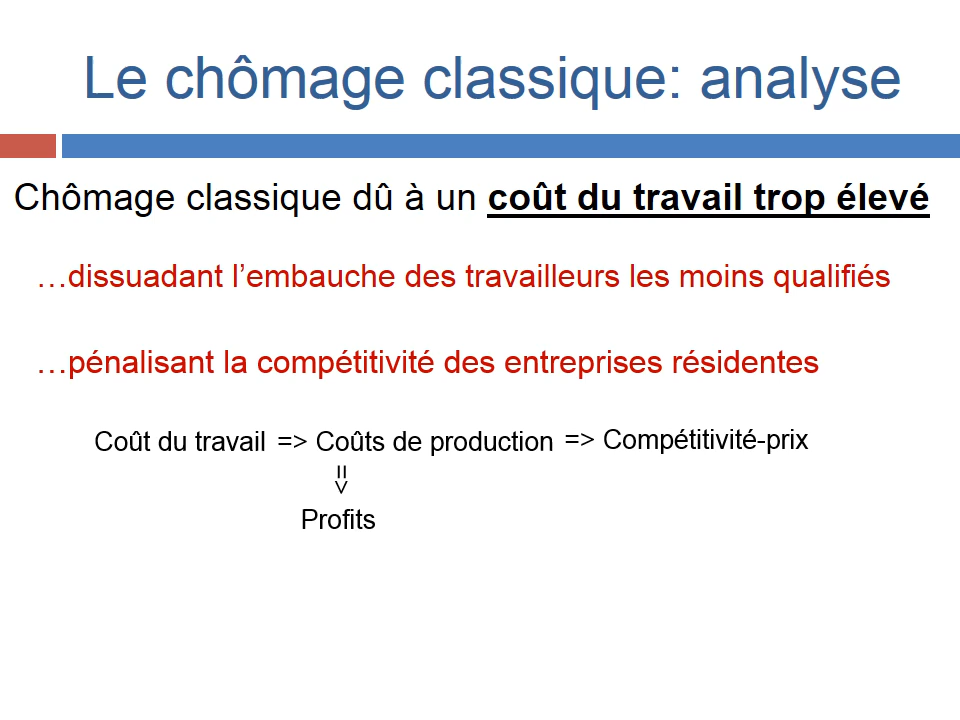 Le chômage classique: analyse
Chômage classique dû à un coût du travail trop élevé
…dissuadant l’embauche des travailleurs les moins qualifiés
…pénalisant la compétitivité des entreprises résidentes
Coût du travail => Coûts de production => Compétitivité-prix
=>
Profits